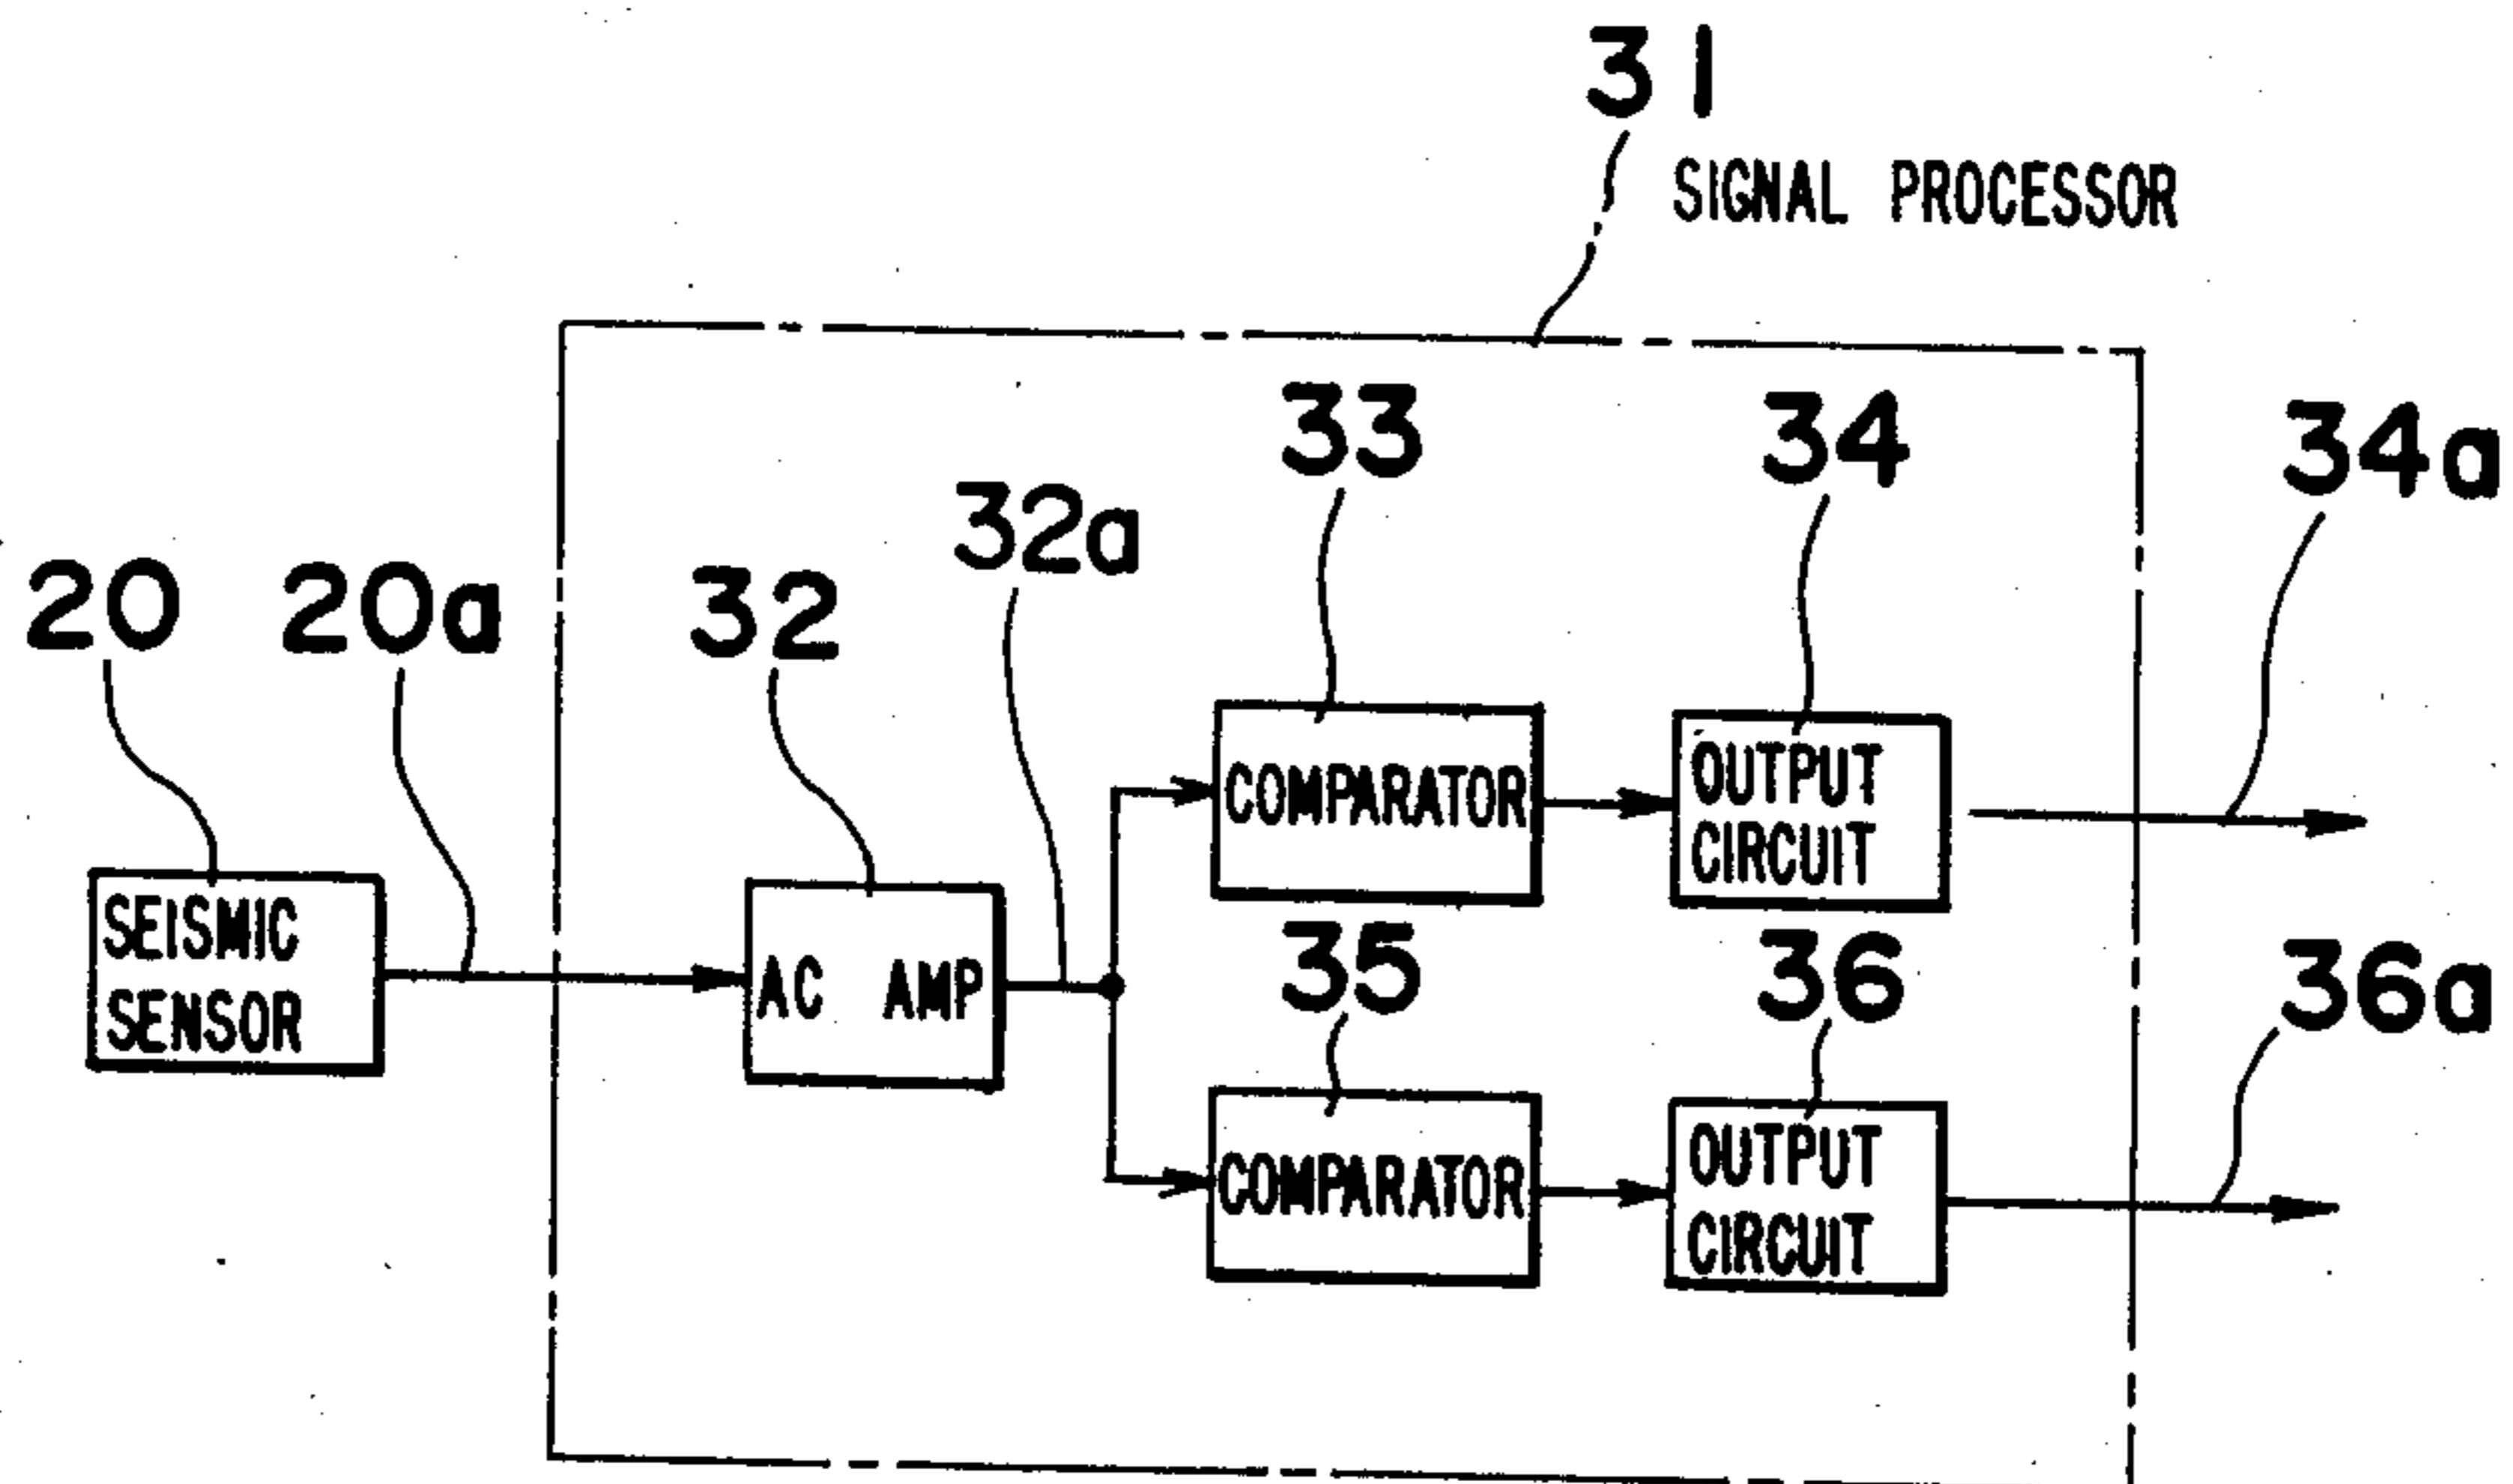 31
SIGNAL PROCESSOR
33
34
34a
32a
20
20a
32
COMPARATOR
OUTPUT
CIRCUIT
SEISMIC
SENSOR
AC AMP
35
36
36a
COMPARATOR
OUTPUT
CIRCUIT